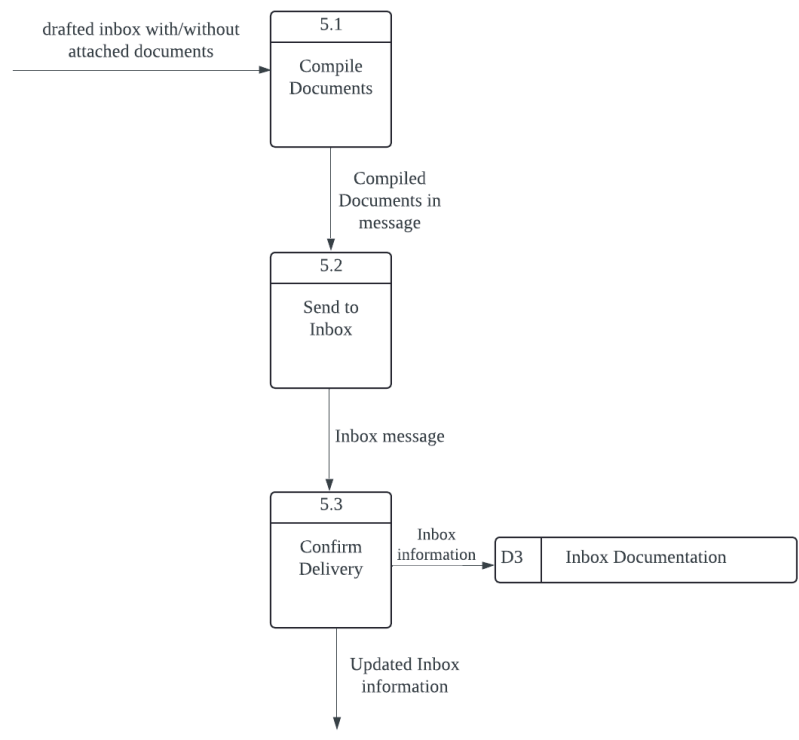 drafted inbox with/without
attached documents
5.1
Compile
Documents
Compiled
Documents in
message
5.2
Send to
Inbox
Inbox message
5.3
Confirm
Delivery
Inbox
information
D3
Inbox Documentation
Updated Inbox
information